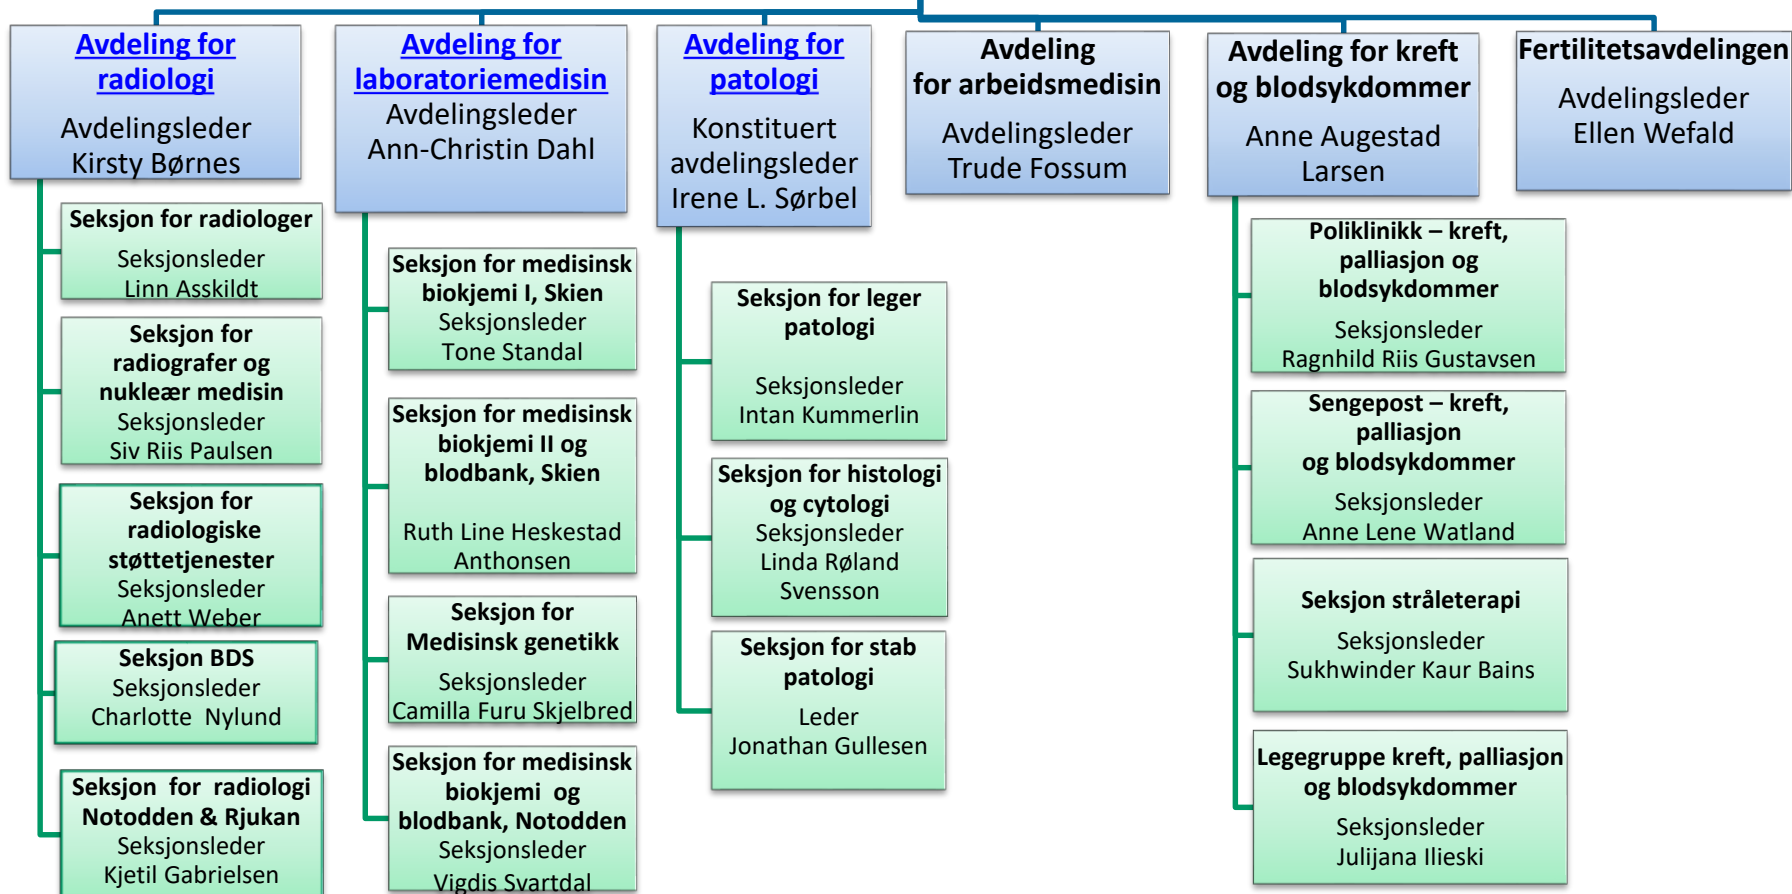 Avdeling for
radiologi
Avdelingsleder
Kirsty Børnes
Seksjon for radiologer
Seksjonsleder
Linn Asskildt
Seksjon for
radiografer og
nukleær medisin
Seksjonsleder
Siv Riis Paulsen
Seksjon for
radiologiske
støttetjenester
Seksjonsleder
Anett Weber
Seksjon BDS
Seksjonsleder
Charlotte Nylund
Seksjon for radiologi
Notodden & Rjukan
Seksjonsleder
Kjetil Gabrielsen
Avdeling for
laboratoriemedisin
Avdelingsleder
Ann-Christin Dahl
Seksjon for medisinsk
biokjemi I, Skien
Seksjonsleder
Tone Standal
Seksjon for medisinsk
biokjemi II og
blodbank, Skien
Ruth Line Heskestad
Anthonsen
Seksjon for
Medisinsk genetikk
Seksjonsleder
Camilla Furu Skjelbred
Seksjon for medisinsk
biokjemi og
blodbank, Notodden
Seksjonsleder
Vigdis Svartdal
Avdeling for
patologi
Konstituert
avdelingsleder
Irene L. Sørbel
Seksjon for leger
patologi
Seksjonsleder
Intan Kummerlin
Seksjon for histologi
og cytologi
Seksjonsleder
Linda Røland
Svensson
Seksjon for stab
patologi
Leder
Jonathan Gullesen
Avdeling
for arbeidsmedisin
Avdelingsleder
Trude Fossum
Avdeling for kreft
og blodsykdommer
Anne Augestad
Larsen
Poliklinikk – kreft,
palliasjon og
blodsykdommer
Seksjonsleder
Ragnhild Riis Gustavsen
Sengepost – kreft,
palliasjon
og blodsykdommer
Seksjonsleder
Anne Lene Watland
Seksjon stråleterapi
Seksjonsleder
Sukhwinder Kaur Bains
Legegruppe kreft, palliasjon
og blodsykdommer
Seksjonsleder
Julijana Ilieski
Fertilitetsavdelingen
Avdelingsleder
Ellen Wefald